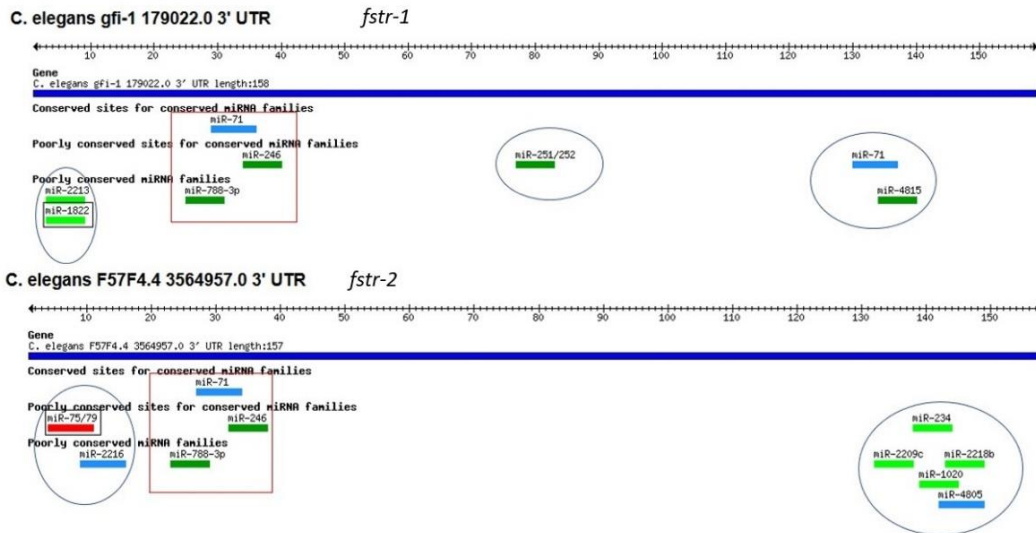 C. elegans gfi-1 179022.0 3' UTR fstr-1
10 20 30 40 50 60 70 80 90 100 110 120 130 140 150
Gene
C. elegans gfi-1 179022.0 3' UTR length:158
Conserved sites for conserved miRNA families
miR-71
Poorly conserved sites for conserved miRNA families
miR-246 miR-251/252 miR-71
Poorly conserved miRNA families
miR-2213 miR-788-3p miR-4815
miR-1822
C. elegans F57F4.4 3564957.0 3' UTR fstr-2
10 20 30 40 50 60 70 80 90 100 110 120 130 140 150
Gene
C. elegans F57F4.4 3564957.0 3' UTR length:157
Conserved sites for conserved miRNA families
miR-71
Poorly conserved sites for conserved miRNA families
miR-75/79 miR-246 miR-234
Poorly conserved miRNA families
miR-2216 miR-788-3p miR-2209c miR-2218b
miR-1020
miR-4805